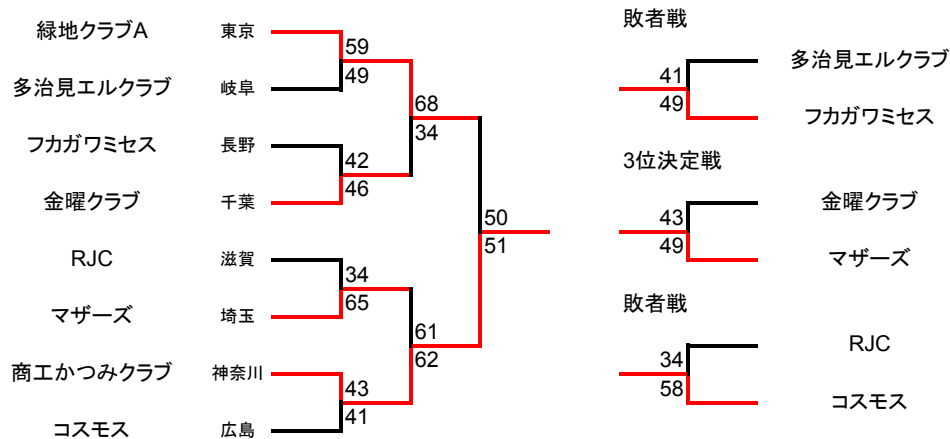 緑地クラブA 東京
59
49
多治見エルクラブ 岐阜
68
34
フカガワミセス 長野
42
46
金曜クラブ 千葉
50
51
RJC 滋賀
34
65
マザーズ 埼玉
61
62
商工かつみクラブ 神奈川
43
41
コスモス 広島
敗者戦
多治見エルクラブ
41
49
フカガワミセス
3位決定戦
金曜クラブ
43
49
マザーズ
敗者戦
RJC
34
58
コスモス